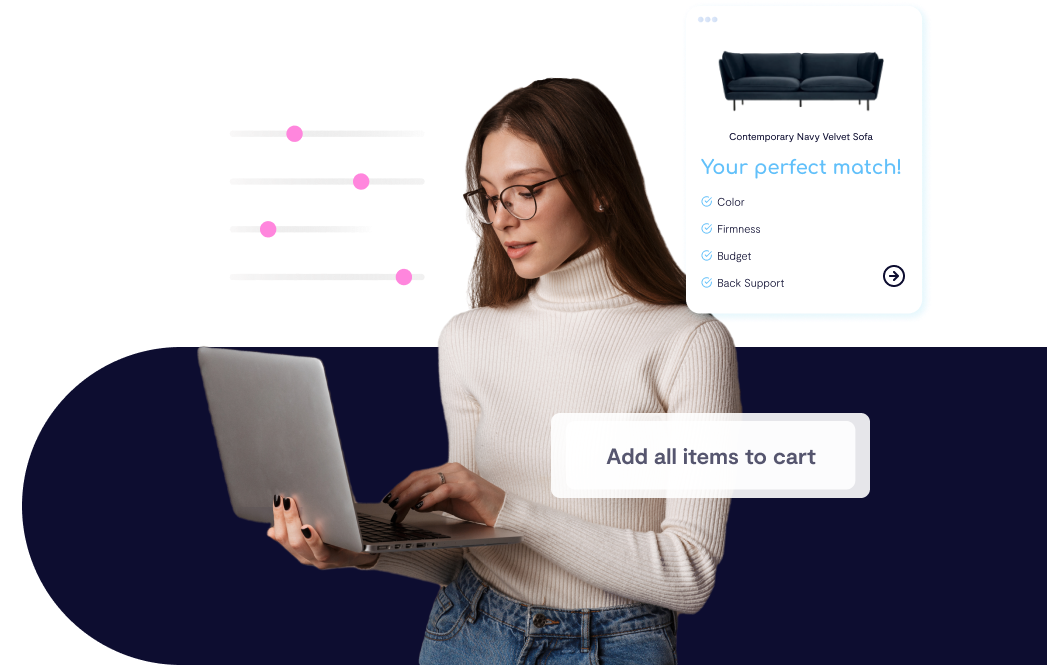 Contemporary Navy Velvet Sofa
Your perfect match!
Color
Firmness
Budget
Back Support
Add all items to cart